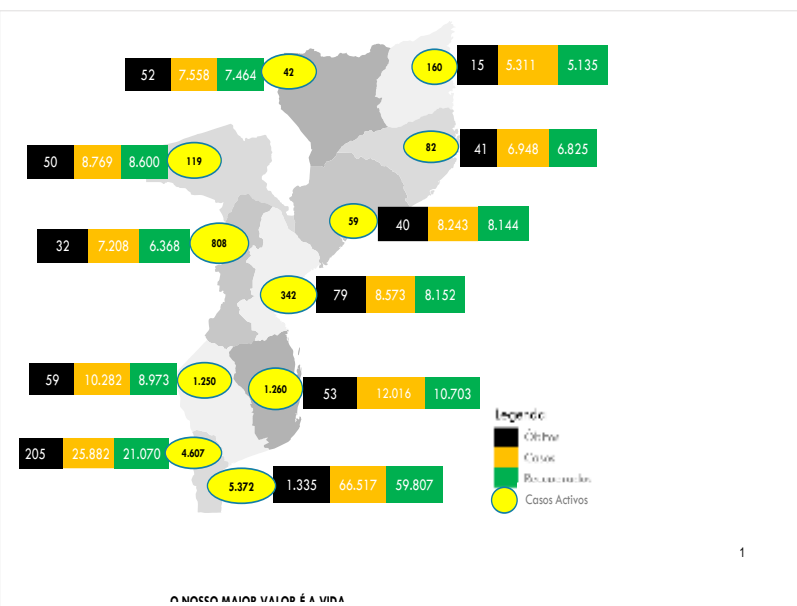 52 7.558 7.464 42
160 15 5.311 5.135
82 41 6.948 6.825
50 8.769 8.600 119
59 40 8.243 8.144
32 7.208 6.368 808
342 79 8.573 8.152
59 10.282 8.973 1.250
1.260 53 12.016 10.703
205 25.882 21.070 4.607
5.372 1.335 66.517 59.807
Legenda
Óbitos
Casos
Recuperados
Casos Activos
1
O NOSSO MAIOR VALOR É A VIDA